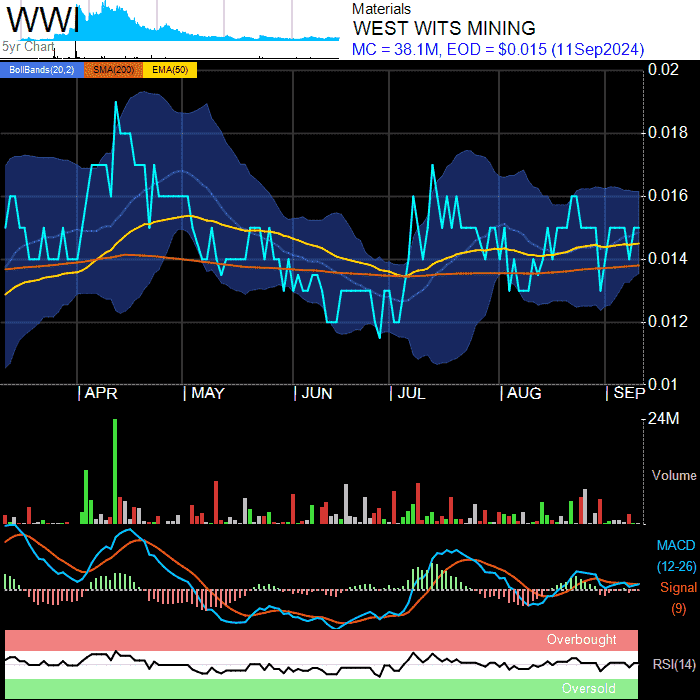 WWI
5yr Chart
Materials
WEST WITS MINING
MC = 38.1M, EOD = $0.015 (11Sep2024)
BollBands(20,2) SMA(200) EMA(50)
0.02
0.018
0.016
0.014
0.012
0.01
APR MAY JUN JUL AUG SEP
24M
Volume
MACD
(12-26)
Signal
(9)
Overbought
RSI(14)
Oversold